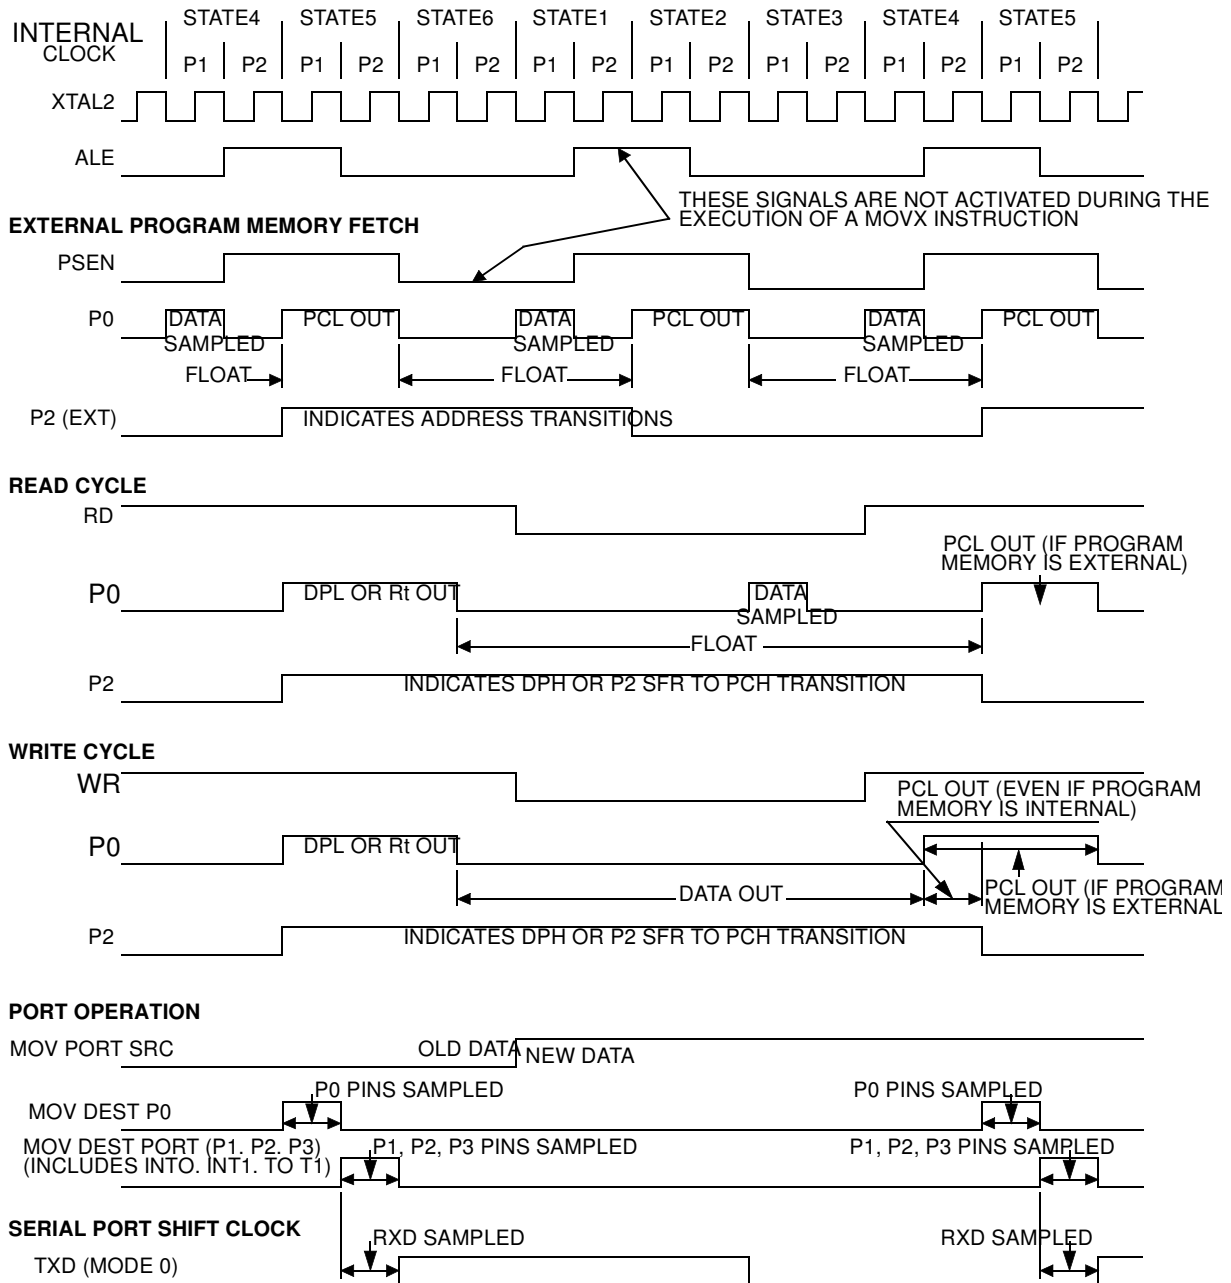 STATE4 STATE5 STATE6 STATE1 STATE2 STATE3 STATE4 STATE5
INTERNAL
CLOCK
P1 P2 P1 P2 P1 P2 P1 P2 P1 P2 P1 P2 P1 P2 P1 P2
XTAL2
ALE
THESE SIGNALS ARE NOT ACTIVATED DURING THE
EXECUTION OF A MOVX INSTRUCTION
EXTERNAL PROGRAM MEMORY FETCH
PSEN
P0 DATA PCL OUT DATA PCL OUT DATA PCL OUT
SAMPLED SAMPLED SAMPLED
FLOAT FLOAT FLOAT
P2 (EXT) INDICATES ADDRESS TRANSITIONS
READ CYCLE
RD
PCL OUT (IF PROGRAM
MEMORY IS EXTERNAL)
P0 DPL OR Rt OUT DATA
SAMPLED
FLOAT
P2 INDICATES DPH OR P2 SFR TO PCH TRANSITION
WRITE CYCLE
WR
PCL OUT (EVEN IF PROGRAM
MEMORY IS INTERNAL)
P0 DPL OR Rt OUT
DATA OUT
PCL OUT (IF PROGRAM
MEMORY IS EXTERNAL
P2 INDICATES DPH OR P2 SFR TO PCH TRANSITION
PORT OPERATION
MOV PORT SRC OLD DATA NEW DATA
P0 PINS SAMPLED P0 PINS SAMPLED
MOV DEST P0
MOV DEST PORT (P1. P2. P3) P1, P2, P3 PINS SAMPLED P1, P2, P3 PINS SAMPLED
(INCLUDES INTO. INT1. TO T1)
SERIAL PORT SHIFT CLOCK
RXD SAMPLED RXD SAMPLED
TXD (MODE 0)